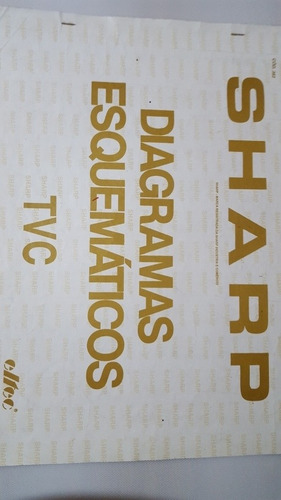 SHARP
DIAGRAMAS
ESQUEMÁTICOS
TVC
eltec